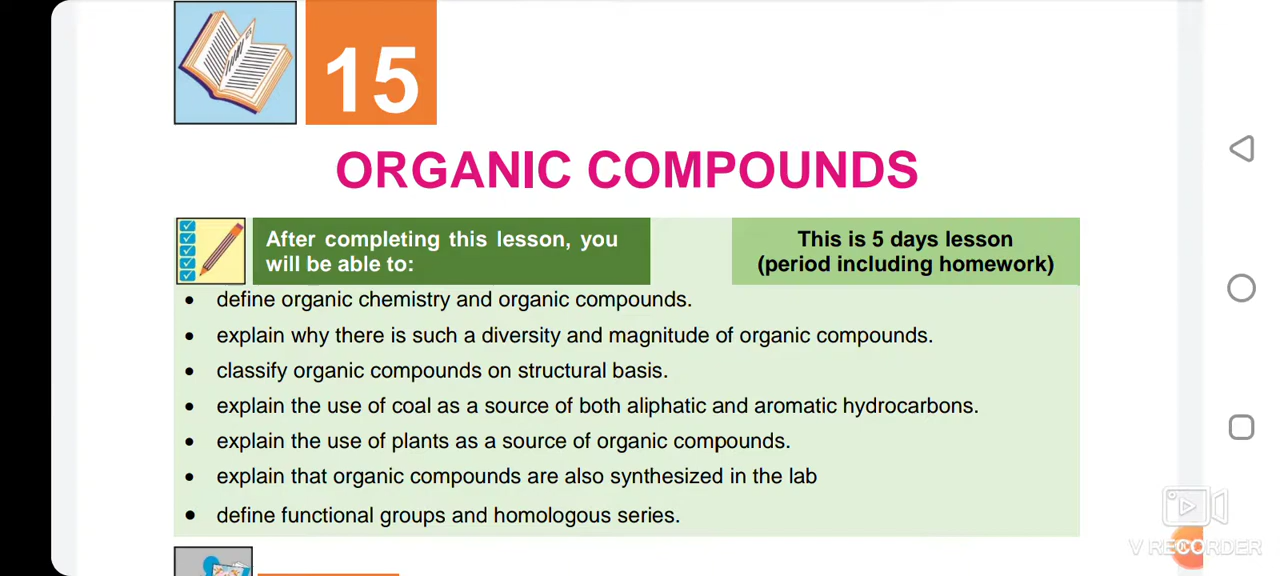 15
ORGANIC COMPOUNDS
After completing this lesson, you
will be able to:
This is 5 days lesson
(period including homework)
• define organic chemistry and organic compounds.
• explain why there is such a diversity and magnitude of organic compounds.
• classify organic compounds on structural basis.
• explain the use of coal as a source of both aliphatic and aromatic hydrocarbons.
• explain the use of plants as a source of organic compounds.
• explain that organic compounds are also synthesized in the lab
• define functional groups and homologous series.
V RECORDER